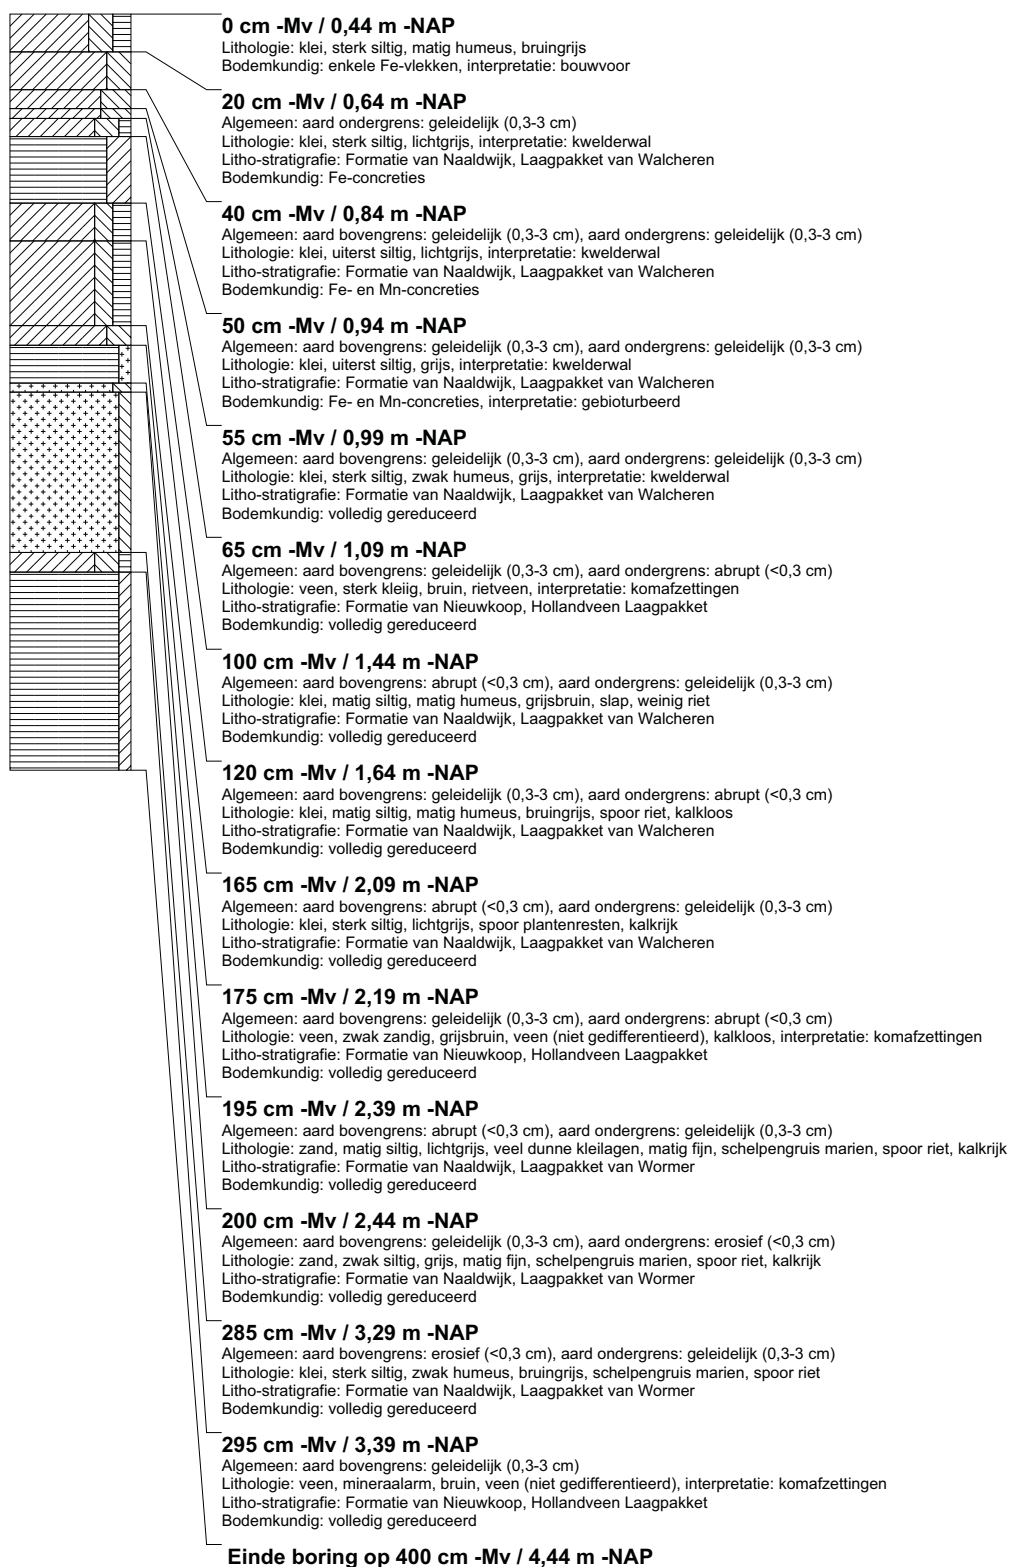 0 cm -Mv / 0,44 m -NAP
Lithologie: klei, sterk siltig, matig humeus, bruingrijs
Bodemkundig: enkele Fe-vlekken, interpretatie: bouwvoor
20 cm -Mv / 0,64 m -NAP
Algemeen: aard ondergrens: geleidelijk (0,3-3 cm)
Lithologie: klei, sterk siltig, lichtgrijs, interpretatie: kwelderwal
Litho-stratigrafie: Formatie van Naaldwijk, Laagpakket van Walcheren
Bodemkundig: Fe-concreties
40 cm -Mv / 0,84 m -NAP
Algemeen: aard bovengrens: geleidelijk (0,3-3 cm), aard ondergrens: geleidelijk (0,3-3 cm)
Lithologie: klei, uiterst siltig, lichtgrijs, interpretatie: kwelderwal
Litho-stratigrafie: Formatie van Naaldwijk, Laagpakket van Walcheren
Bodemkundig: Fe- en Mn-concreties
50 cm -Mv / 0,94 m -NAP
Algemeen: aard bovengrens: geleidelijk (0,3-3 cm), aard ondergrens: geleidelijk (0,3-3 cm)
Lithologie: klei, uiterst siltig, grijs, interpretatie: kwelderwal
Litho-stratigrafie: Formatie van Naaldwijk, Laagpakket van Walcheren
Bodemkundig: Fe- en Mn-concreties, interpretatie: gebioturbeerd
55 cm -Mv / 0,99 m -NAP
Algemeen: aard bovengrens: geleidelijk (0,3-3 cm), aard ondergrens: geleidelijk (0,3-3 cm)
Lithologie: klei, sterk siltig, zwak humeus, grijs, interpretatie: kwelderwal
Litho-stratigrafie: Formatie van Naaldwijk, Laagpakket van Walcheren
Bodemkundig: volledig gereduceerd
65 cm -Mv / 1,09 m -NAP
Algemeen: aard bovengrens: geleidelijk (0,3-3 cm), aard ondergrens: abrupt (<0,3 cm)
Lithologie: veen, sterk kleiig, bruin, rietveen, interpretatie: komafzettingen
Litho-stratigrafie: Formatie van Nieuwkoop, Hollandveen Laagpakket
Bodemkundig: volledig gereduceerd
100 cm -Mv / 1,44 m -NAP
Algemeen: aard bovengrens: abrupt (<0,3 cm), aard ondergrens: geleidelijk (0,3-3 cm)
Lithologie: klei, matig siltig, matig humeus, grijsbruin, slap, weinig riet
Litho-stratigrafie: Formatie van Naaldwijk, Laagpakket van Walcheren
Bodemkundig: volledig gereduceerd
120 cm -Mv / 1,64 m -NAP
Algemeen: aard bovengrens: geleidelijk (0,3-3 cm), aard ondergrens: abrupt (<0,3 cm)
Lithologie: klei, matig siltig, matig humeus, bruingrijs, spoor riet, kalkloos
Litho-stratigrafie: Formatie van Naaldwijk, Laagpakket van Walcheren
Bodemkundig: volledig gereduceerd
165 cm -Mv / 2,09 m -NAP
Algemeen: aard bovengrens: abrupt (<0,3 cm), aard ondergrens: geleidelijk (0,3-3 cm)
Lithologie: klei, sterk siltig, lichtgrijs, spoor plantenresten, kalkrijk
Litho-stratigrafie: Formatie van Naaldwijk, Laagpakket van Walcheren
Bodemkundig: volledig gereduceerd
175 cm -Mv / 2,19 m -NAP
Algemeen: aard bovengrens: geleidelijk (0,3-3 cm), aard ondergrens: abrupt (<0,3 cm)
Lithologie: veen, zwak zandig, grijsbruin, veen (niet gedifferentieerd), kalkloos, interpretatie: komafzettingen
Litho-stratigrafie: Formatie van Nieuwkoop, Hollandveen Laagpakket
Bodemkundig: volledig gereduceerd
195 cm -Mv / 2,39 m -NAP
Algemeen: aard bovengrens: abrupt (<0,3 cm), aard ondergrens: geleidelijk (0,3-3 cm)
Lithologie: zand, matig siltig, lichtgrijs, veel dunne kleilagen, matig fijn, schelpengruis marien, spoor riet, kalkrijk
Litho-stratigrafie: Formatie van Naaldwijk, Laagpakket van Wormer
Bodemkundig: volledig gereduceerd
200 cm -Mv / 2,44 m -NAP
Algemeen: aard bovengrens: geleidelijk (0,3-3 cm), aard ondergrens: erosief (<0,3 cm)
Lithologie: zand, zwak siltig, grijs, matig fijn, schelpengruis marien, spoor riet, kalkrijk
Litho-stratigrafie: Formatie van Naaldwijk, Laagpakket van Wormer
Bodemkundig: volledig gereduceerd
285 cm -Mv / 3,29 m -NAP
Algemeen: aard bovengrens: erosief (<0,3 cm), aard ondergrens: geleidelijk (0,3-3 cm)
Lithologie: klei, sterk siltig, zwak humeus, bruingrijs, schelpengruis marien, spoor riet
Litho-stratigrafie: Formatie van Naaldwijk, Laagpakket van Wormer
Bodemkundig: volledig gereduceerd
295 cm -Mv / 3,39 m -NAP
Algemeen: aard bovengrens: geleidelijk (0,3-3 cm)
Lithologie: veen, mineraalarm, bruin, veen (niet gedifferentieerd), interpretatie: komafzettingen
Litho-stratigrafie: Formatie van Nieuwkoop, Hollandveen Laagpakket
Bodemkundig: volledig gereduceerd
Einde boring op 400 cm -Mv / 4,44 m -NAP